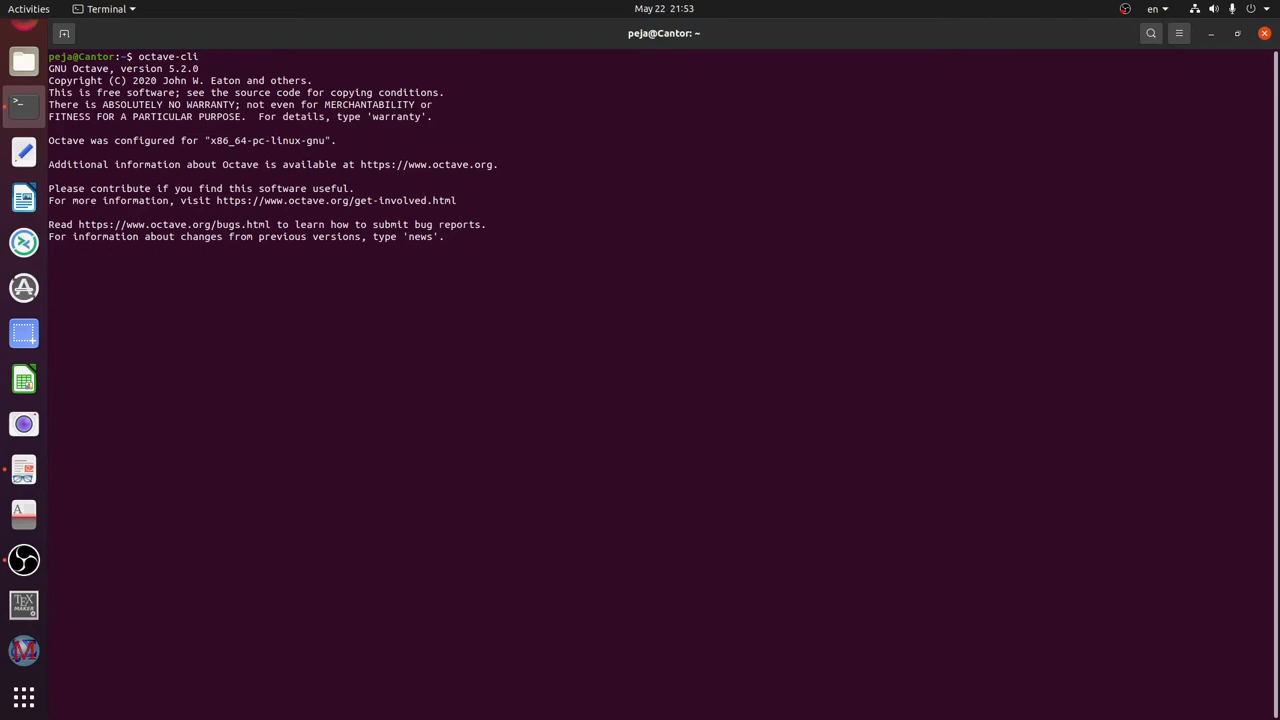 Activities
Terminal
May 22 21:53
en
peja@Cantor: ~
peja@Cantor:~$ octave-cli
GNU Octave, version 5.2.0
Copyright (C) 2020 John W. Eaton and others.
This is free software; see the source code for copying conditions.
There is ABSOLUTELY NO WARRANTY; not even for MERCHANTABILITY or
FITNESS FOR A PARTICULAR PURPOSE.  For details, type 'warranty'.
Octave was configured for "x86_64-pc-linux-gnu".
Additional information about Octave is available at https://www.octave.org.
Please contribute if you find this software useful.
For more information, visit https://www.octave.org/get-involved.html
Read https://www.octave.org/bugs.html to learn how to submit bug reports.
For information about changes from previous versions, type 'news'.
>_
A
A
TEX
MAKER
M